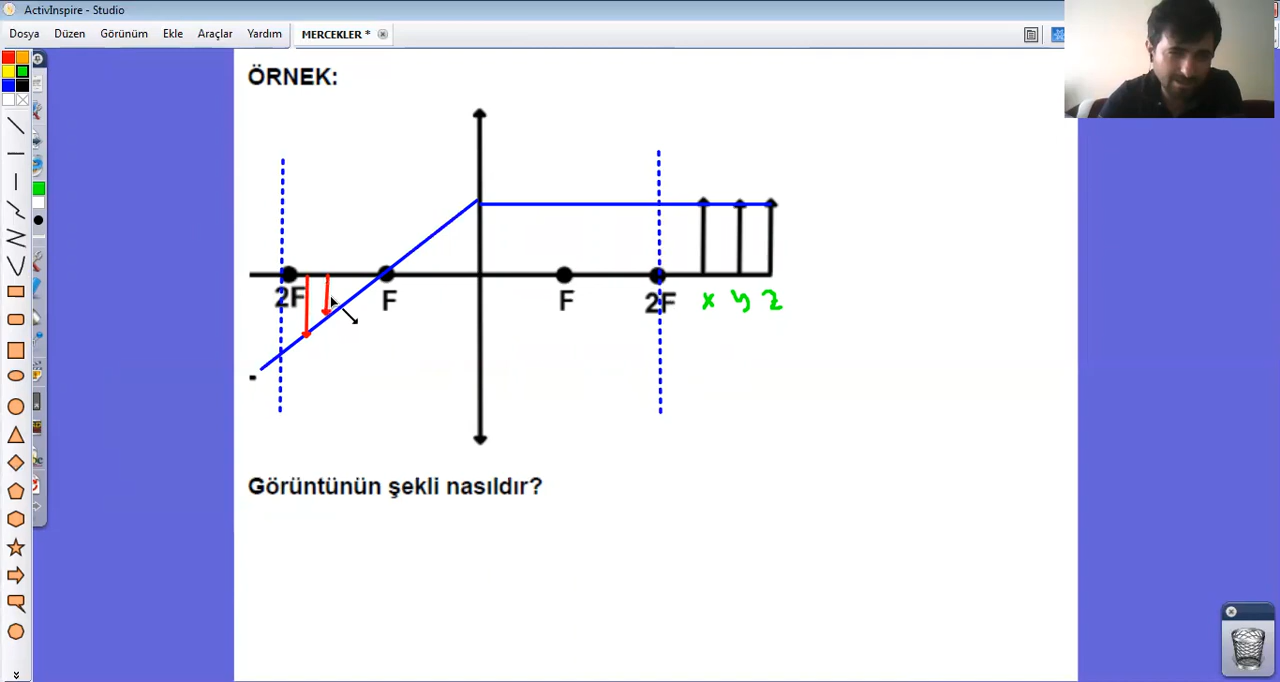 ActivInspire - Studio
Dosya Düzen Görünüm Ekle Araçlar Yardım MERCEKLER *
ÖRNEK:
2F F F 2F x y z
Görüntünün şekli nasıldır?